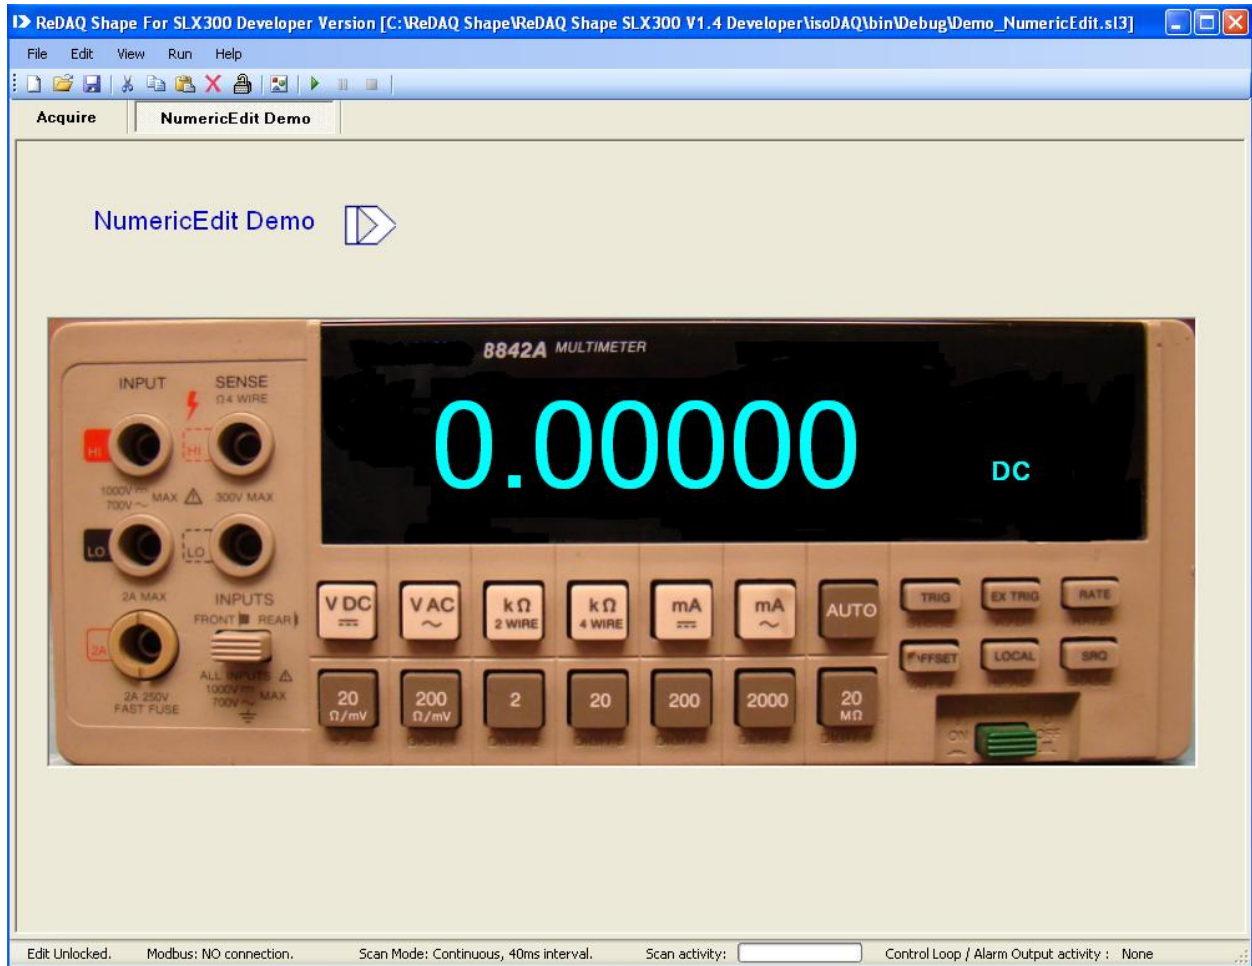 ReDAQ Shape For SLX300 Developer Version [C:\ReDAQ Shape\ReDAQ Shape SLX300 V1.4 Developer\isoDAQ\bin\Debug\Demo_NumericEdit.sl3]
File Edit View Run Help
Acquire NumericEdit Demo
NumericEdit Demo
8842A MULTIMETER
INPUT SENSE
Ω4 WIRE
HI HI
1000V MAX 300V MAX
700V
LO LO
2A MAX INPUTS
FRONT REAR
2A
ALL INPUTS
1000V MAX
700V
2A 250V
FAST FUSE
0.00000
DC
V DC V AC kΩ kΩ mA mA AUTO
2 WIRE 4 WIRE
TRIG EX TRIG RATE
OFFSET LOCAL SRQ
20 200 2 20 200 2000 20
Ω/mV Ω/mV MΩ
ON OFF
Edit Unlocked. Modbus: NO connection. Scan Mode: Continuous, 40ms interval. Scan activity: Control Loop / Alarm Output activity : None